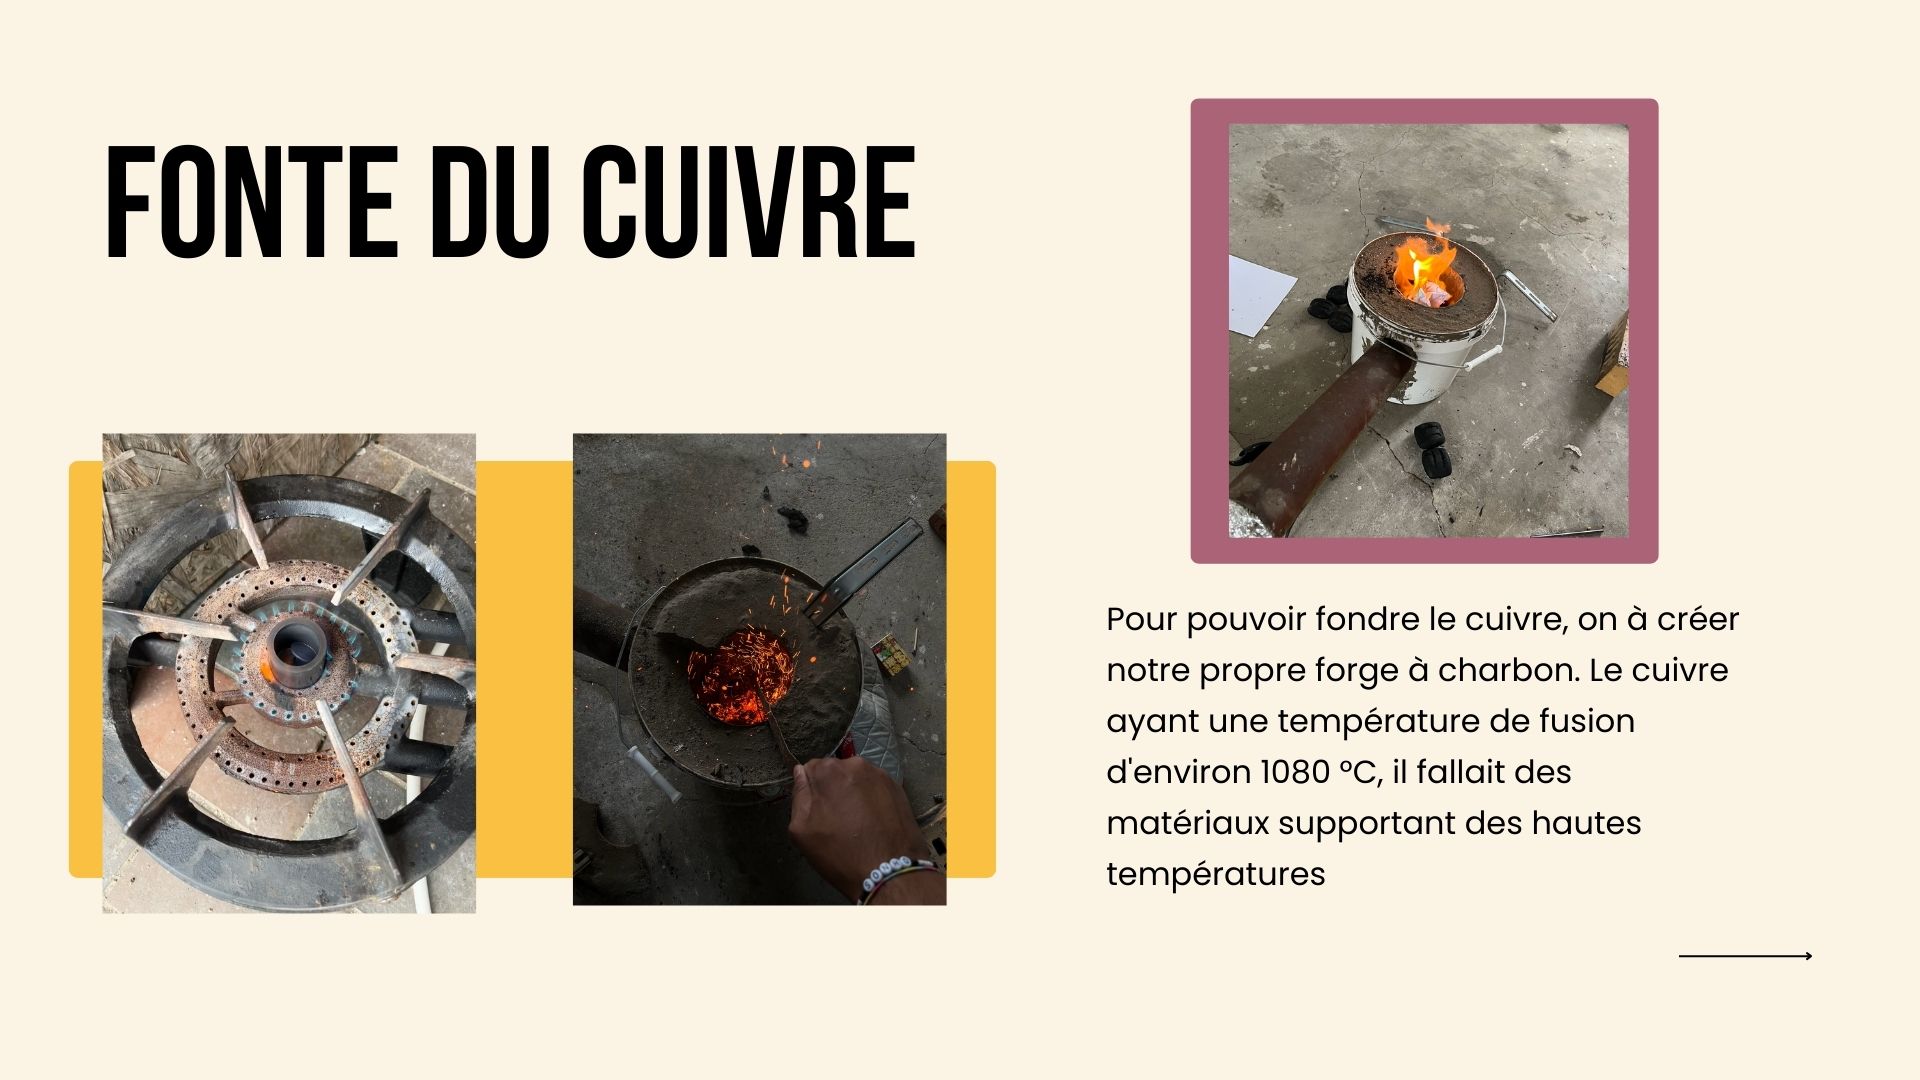 FONTE DU CUIVRE
Pour pouvoir fondre le cuivre, on à créer
notre propre forge à charbon. Le cuivre
ayant une température de fusion
d'environ 1080 °C, il fallait des
matériaux supportant des hautes
températures